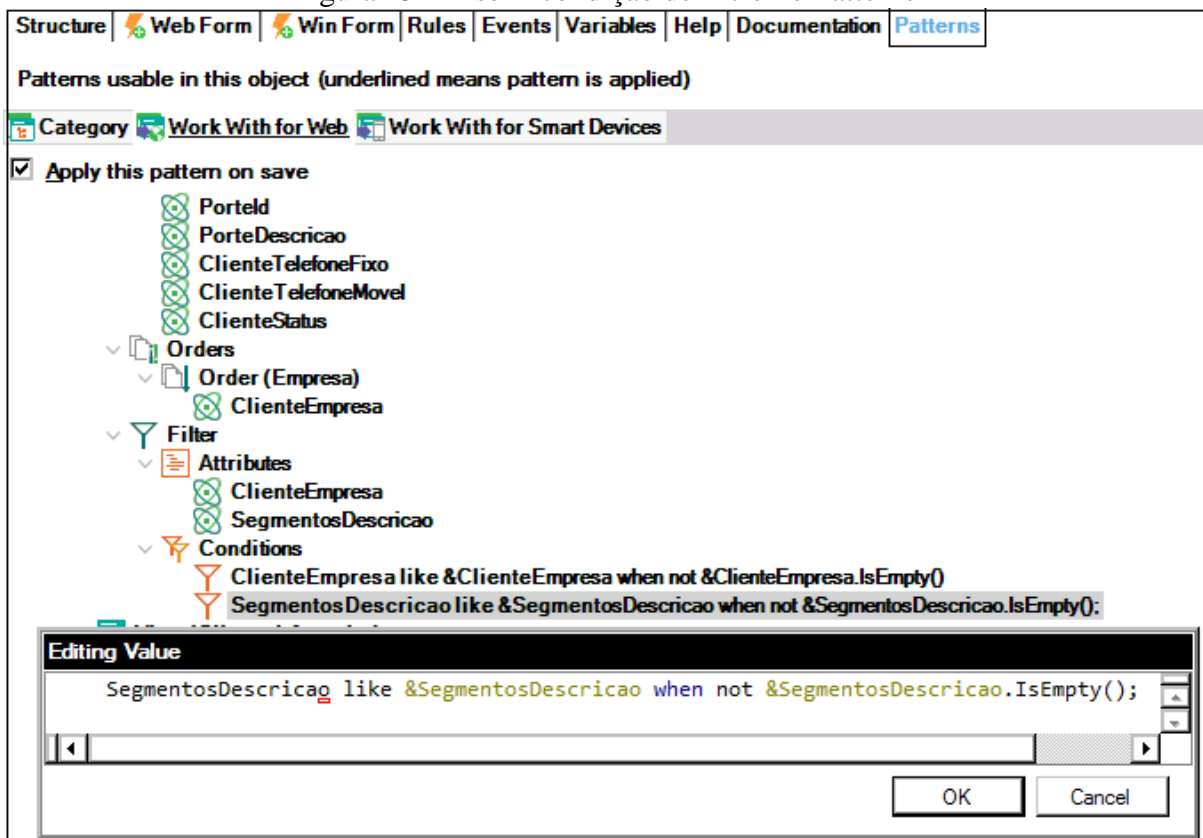 Structure Web Form Win Form Rules Events Variables Help Documentation Patterns
Patterns usable in this object (underlined means pattern is applied)
Category Work With for Web Work With for Smart Devices
Apply this pattern on save
PorteId
PorteDescricao
ClienteTelefoneFixo
ClienteTelefoneMovel
ClienteStatus
Orders
Order (Empresa)
ClienteEmpresa
Filter
Attributes
ClienteEmpresa
SegmentosDescricao
Conditions
ClienteEmpresa like &ClienteEmpresa when not &ClienteEmpresa.IsEmpty()
SegmentosDescricao like &SegmentosDescricao when not &SegmentosDescricao.IsEmpty();
Editing Value
SegmentosDescricao like &SegmentosDescricao when not &SegmentosDescricao.IsEmpty();
OK Cancel